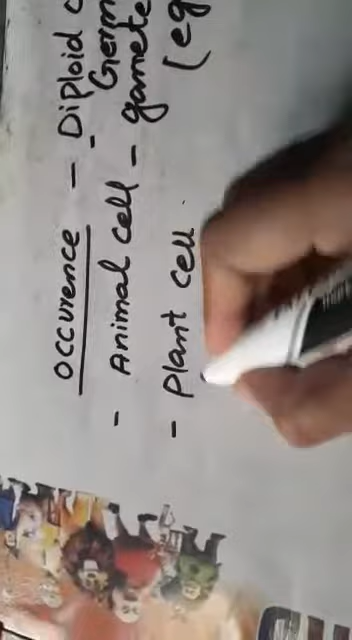 Occurence - Diploid
Germ
- Animal cell - gamete
(eg
- Plant cell.